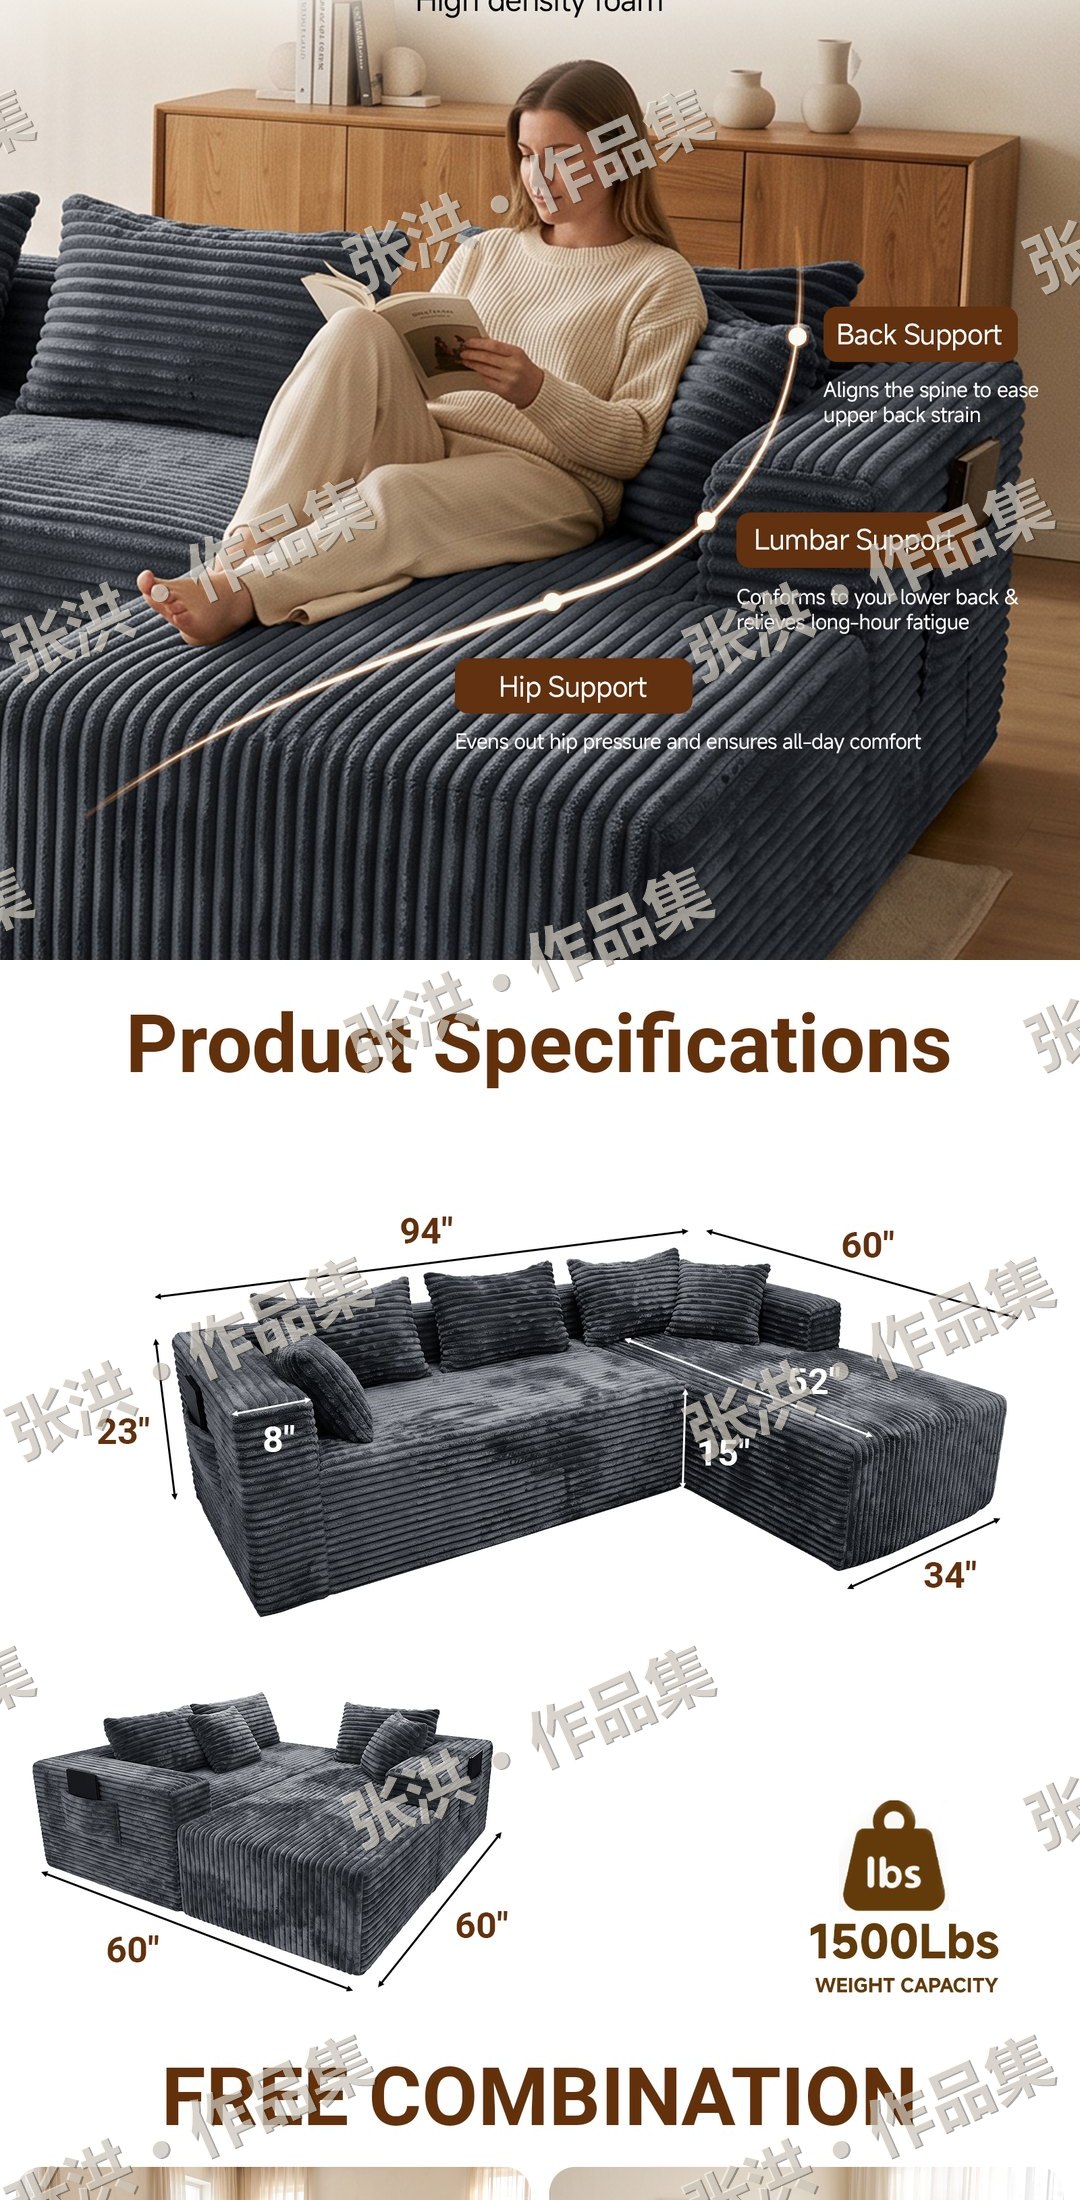 High density foam
Back Support
Aligns the spine to ease
upper back strain
Lumbar Support
Conforms to your lower back &
relieves long-hour fatigue
Hip Support
Evens out hip pressure and ensures all-day comfort
张洪·作品集
Product Specifications
94"
60"
23"
8"
52"
15"
34"
60"
60"
lbs
1500Lbs
WEIGHT CAPACITY
FREE COMBINATION